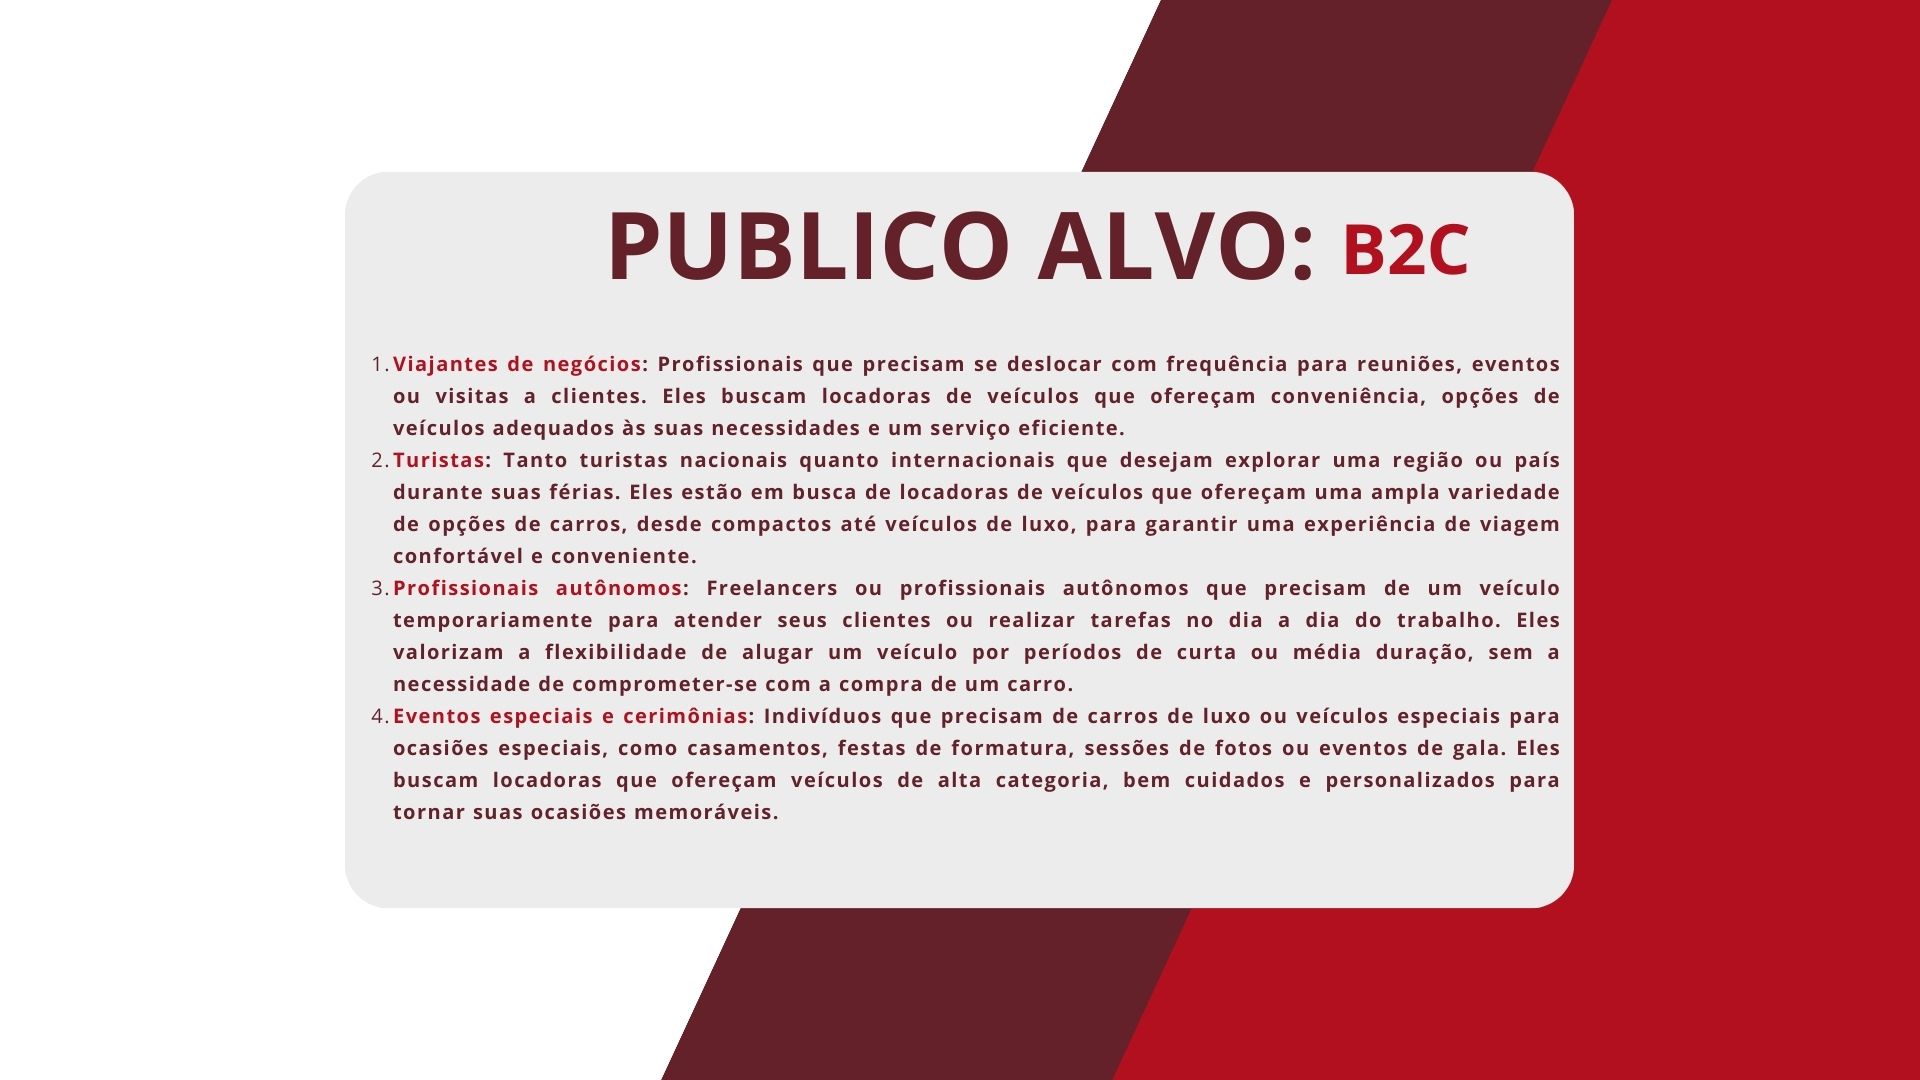 PUBLICO ALVO: B2C
1. Viajantes de negócios: Profissionais que precisam se deslocar com frequência para reuniões, eventos
ou visitas a clientes. Eles buscam locadoras de veículos que ofereçam conveniência, opções de
veículos adequados às suas necessidades e um serviço eficiente.
2. Turistas: Tanto turistas nacionais quanto internacionais que desejam explorar uma região ou país
durante suas férias. Eles estão em busca de locadoras de veículos que ofereçam uma ampla variedade
de opções de carros, desde compactos até veículos de luxo, para garantir uma experiência de viagem
confortável e conveniente.
3. Profissionais autônomos: Freelancers ou profissionais autônomos que precisam de um veículo
temporariamente para atender seus clientes ou realizar tarefas no dia a dia do trabalho. Eles
valorizam a flexibilidade de alugar um veículo por períodos de curta ou média duração, sem a
necessidade de comprometer-se com a compra de um carro.
4. Eventos especiais e cerimônias: Indivíduos que precisam de carros de luxo ou veículos especiais para
ocasiões especiais, como casamentos, festas de formatura, sessões de fotos ou eventos de gala. Eles
buscam locadoras que ofereçam veículos de alta categoria, bem cuidados e personalizados para
tornar suas ocasiões memoráveis.